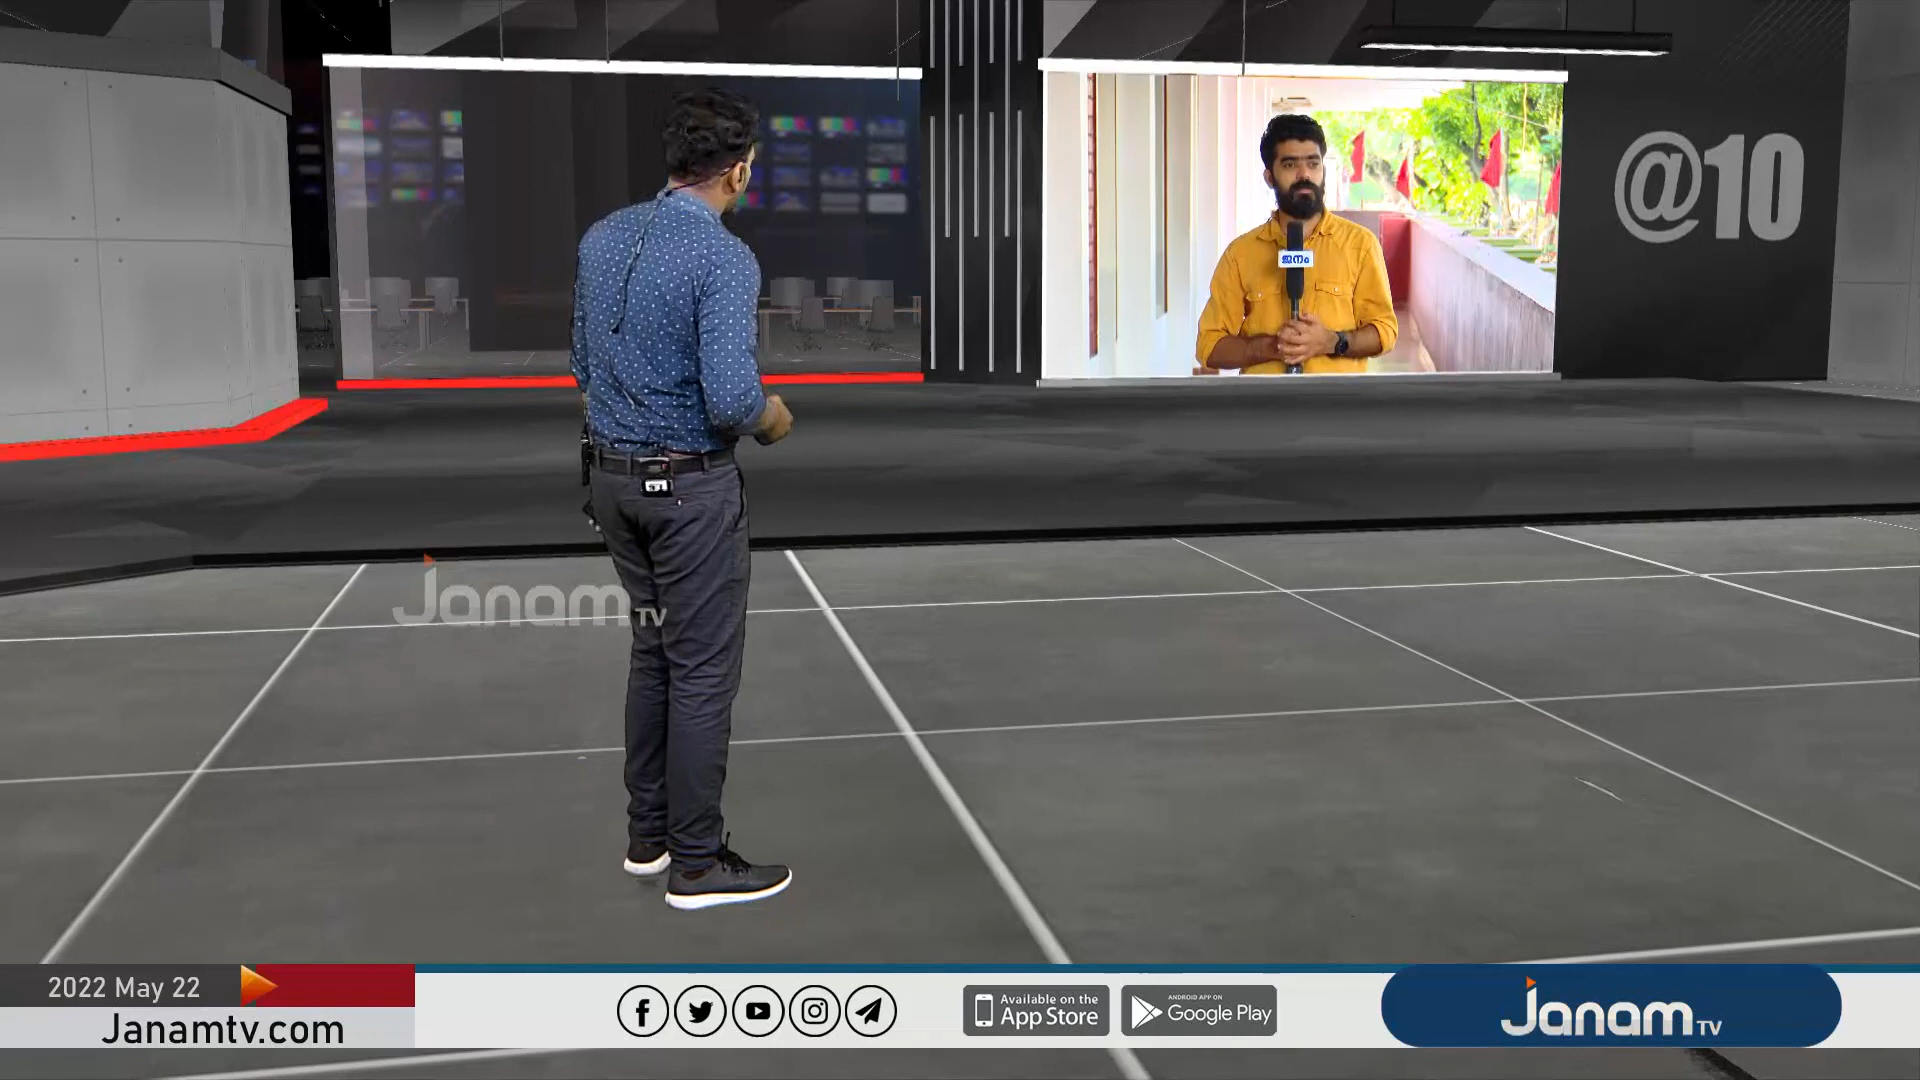 @10
ജനം
Janam TV
2022 May 22
Janamtv.com
Available on the
App Store
ANDROID APP ON
Google Play
Janam TV